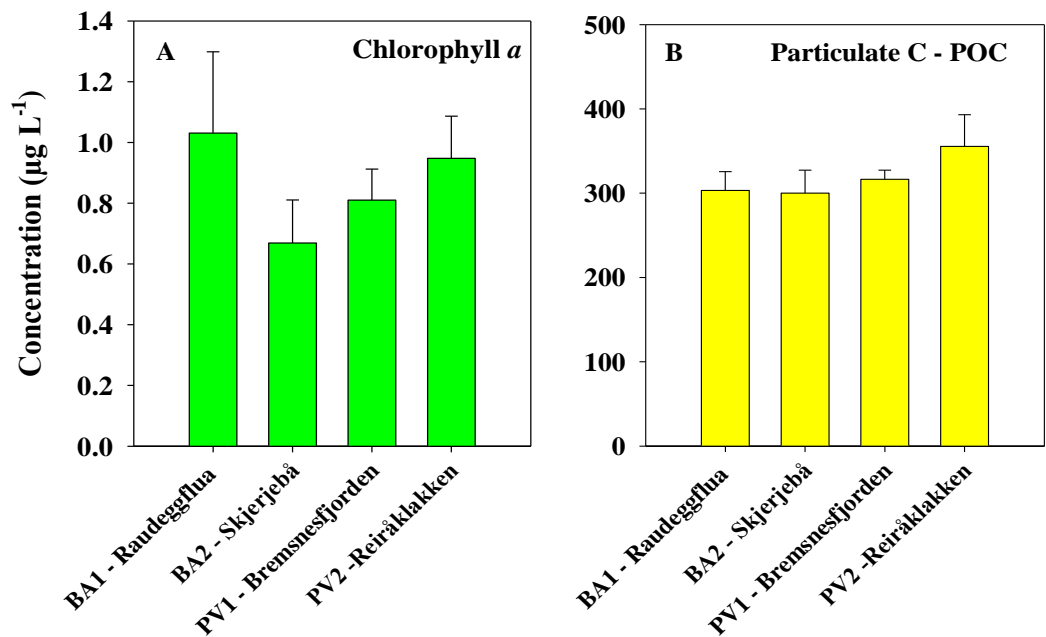 A
Chlorophyll a
Concentration (µg L-1)
1.4
1.2
1.0
0.8
0.6
0.4
0.2
0.0
BA1 - Raudeggflua
BA2 - Skjerjebå
PV1 - Bremsnesfjorden
PV2 -Reiråklakken
B
Particulate C - POC
500
400
300
200
100
0
BA1 - Raudeggflua
BA2 - Skjerjebå
PV1 - Bremsnesfjorden
PV2 -Reiråklakken